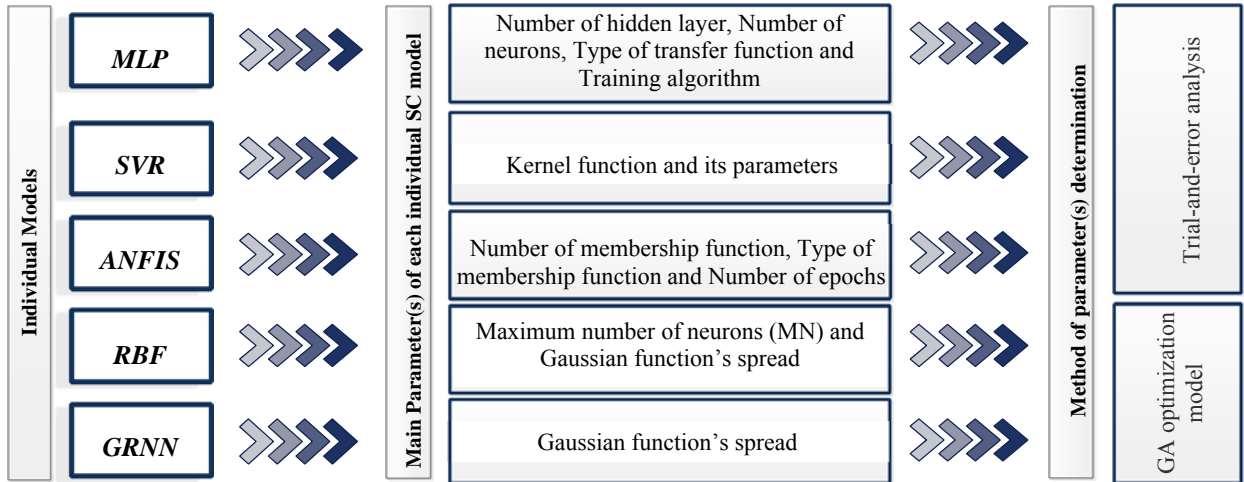 Individual Models
MLP
SVR
ANFIS
RBF
GRNN
Main Parameter(s) of each individual SC model
Number of hidden layer, Number of
neurons, Type of transfer function and
Training algorithm
Kernel function and its parameters
Number of membership function, Type of
membership function and Number of epochs
Maximum number of neurons (MN) and
Gaussian function’s spread
Gaussian function’s spread
Method of parameter(s) determination
Trial-and-error analysis
GA optimization
model